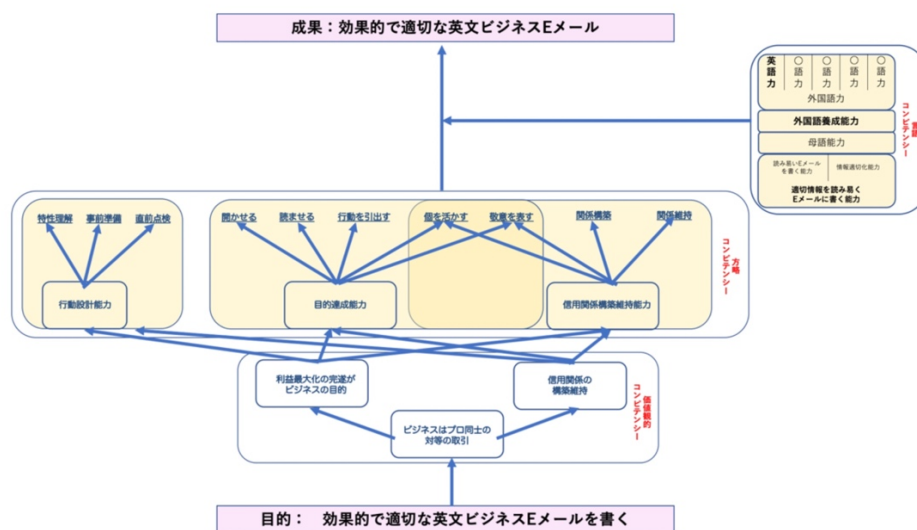 成果：効果的で適切な英文ビジネスEメール
英語力
〇語力
〇語力
〇語力
〇語力
外国語力
外国語養成能力
母語能力
読み易いEメール
を書く能力
情報適切化能力
適切情報を読み易く
Eメールに書く能力
言語
コンピテンシー
特性理解
事前準備
直前点検
開かせる
読ませる
行動を引出す
個を活かす
敬意を表す
関係構築
関係維持
行動設計能力
目的達成能力
信用関係構築維持能力
方略
コンピテンシー
利益最大化の完遂が
ビジネスの目的
信用関係の
構築維持
ビジネスはプロ同士の
対等の取引
価値観的
コンピテンシー
目的：　効果的で適切な英文ビジネスEメールを書く